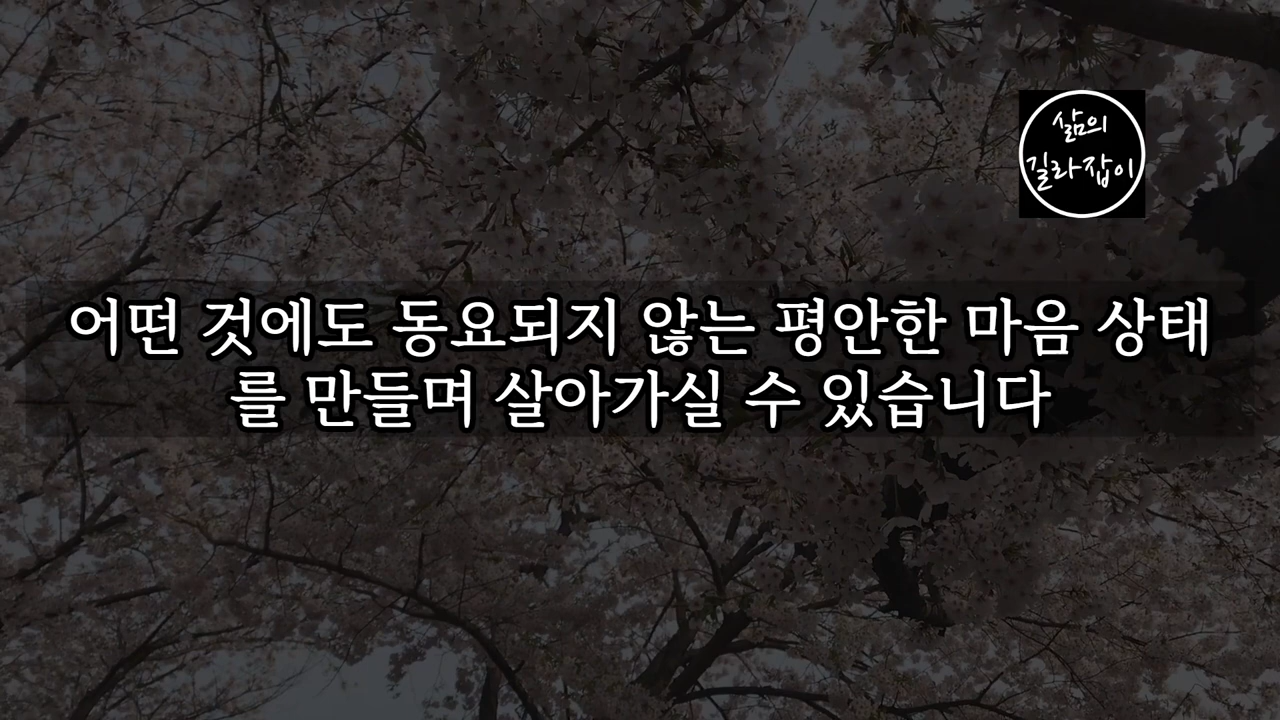 삶의
길라잡이
어떤 것에도 동요되지 않는 평안한 마음 상태
를 만들며 살아가실 수 있습니다